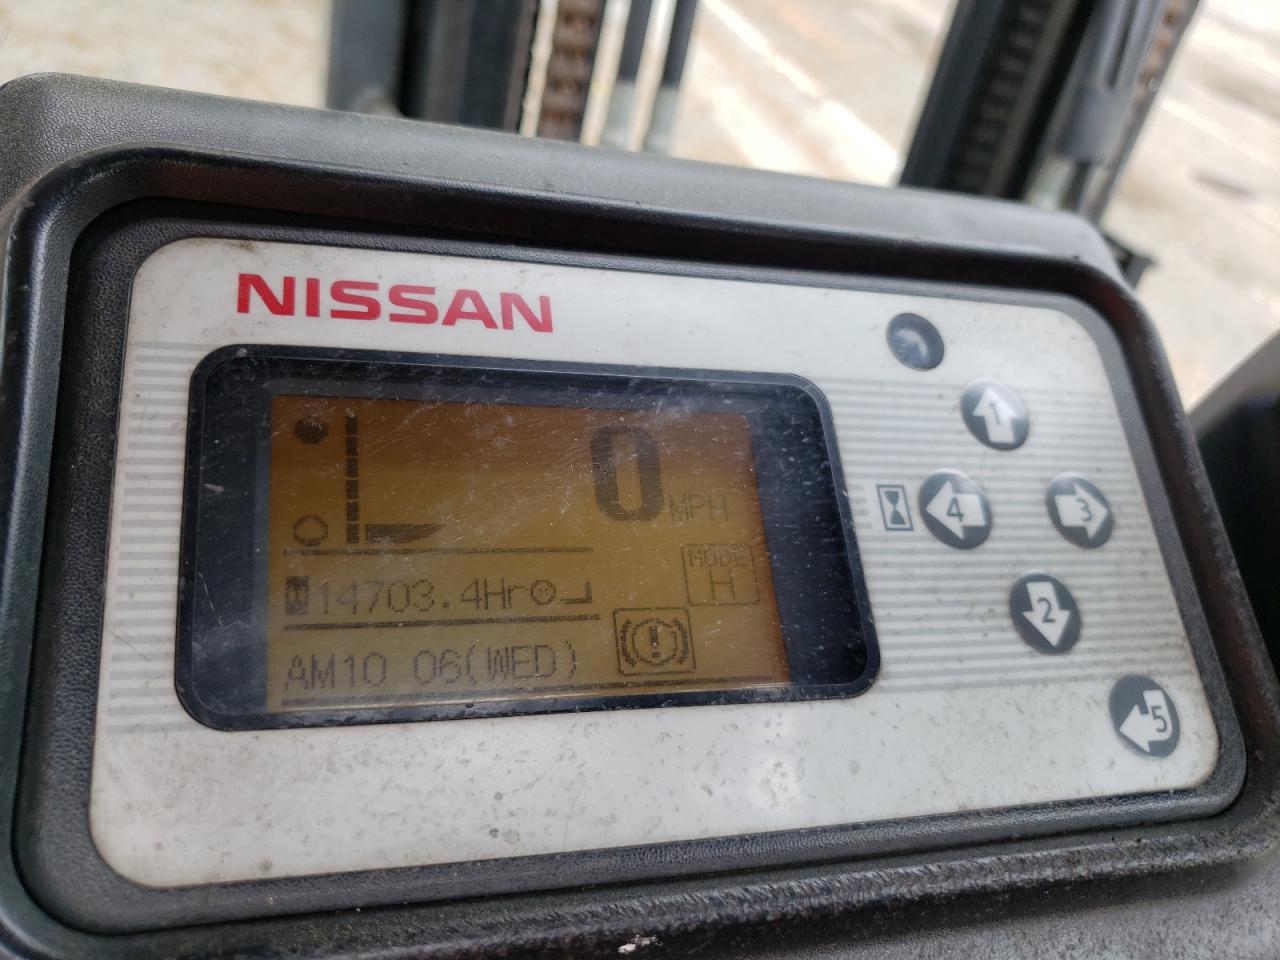 NISSAN
0 MPH
MODE
H
14703.4Hr
AM10 06(WED)
1
4
3
2
5